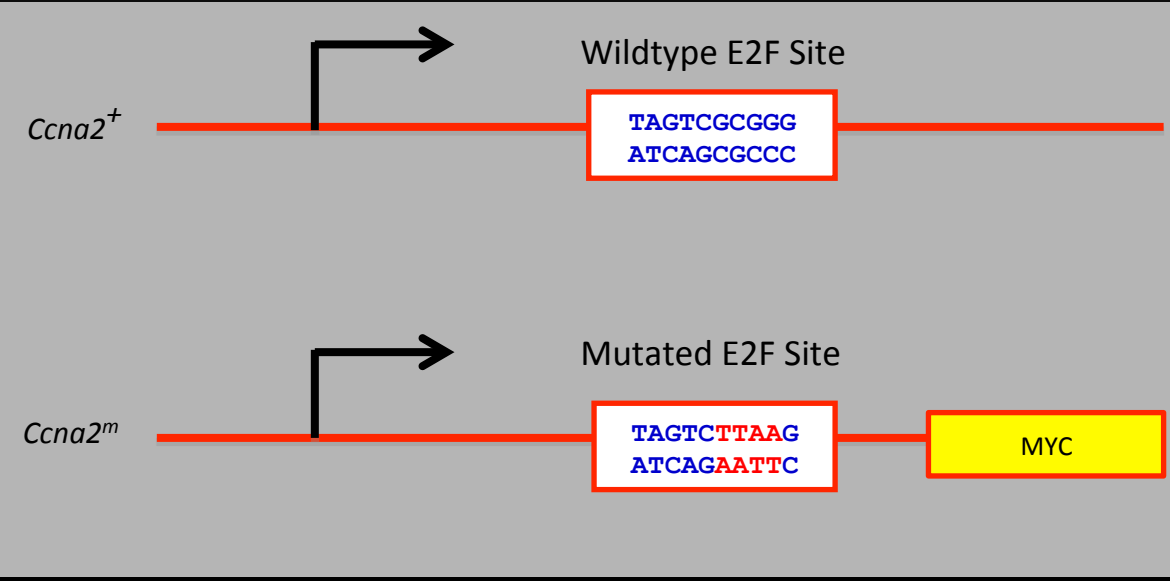 Wildtype E2F Site
Ccna2+
TAGTCGCGGG
ATCAGCGCCC
Mutated E2F Site
Ccna2m
TAGTCTTAAG
ATCAGAATTC
MYC